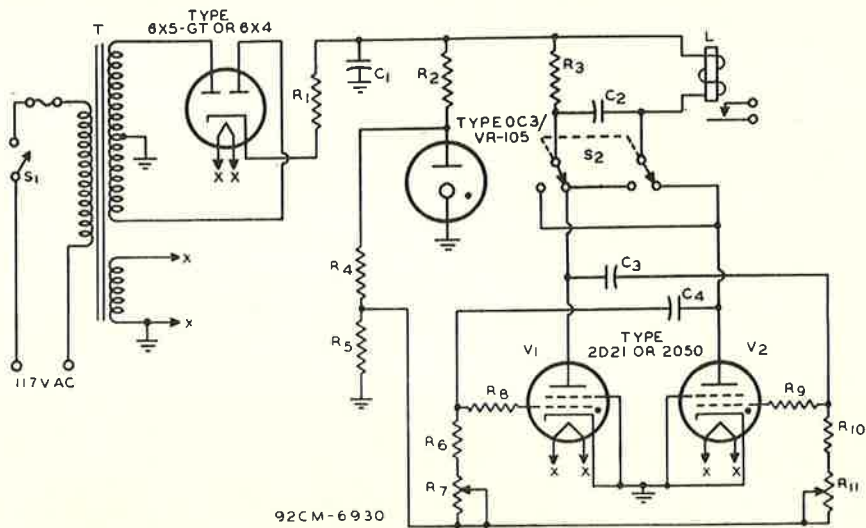 TYPE
6X5-GT OR 6X4
T
L
R1
C1
R2
R3
C2
TYPE OC3/
VR-105
S2
S1
X X
X
X
R4
R5
117V AC
C3
C4
TYPE
2D21 OR 2050
V1
V2
R8
R9
R6
R7
R10
R11
X X
X X
92CM-6930